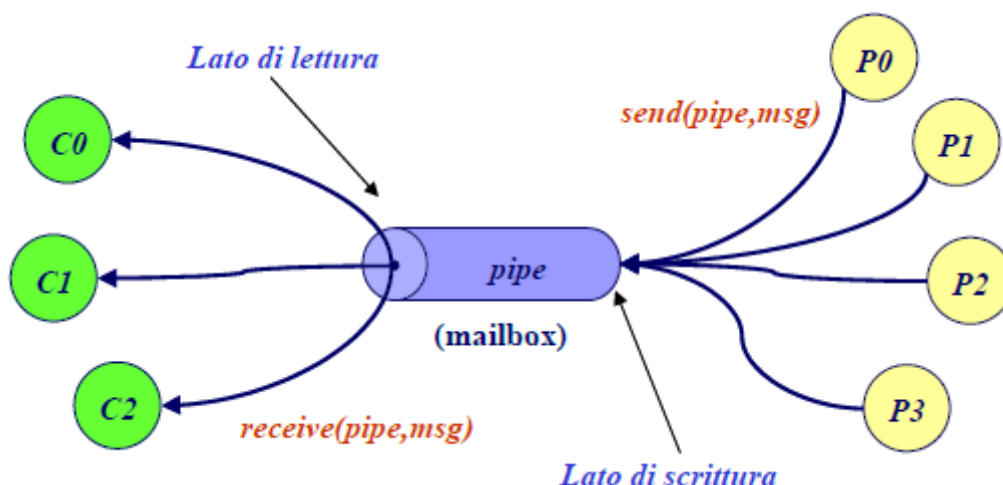 Lato di lettura
P0
send(pipe,msg)
C0
P1
C1
pipe
P2
(mailbox)
C2
receive(pipe,msg)
P3
Lato di scrittura